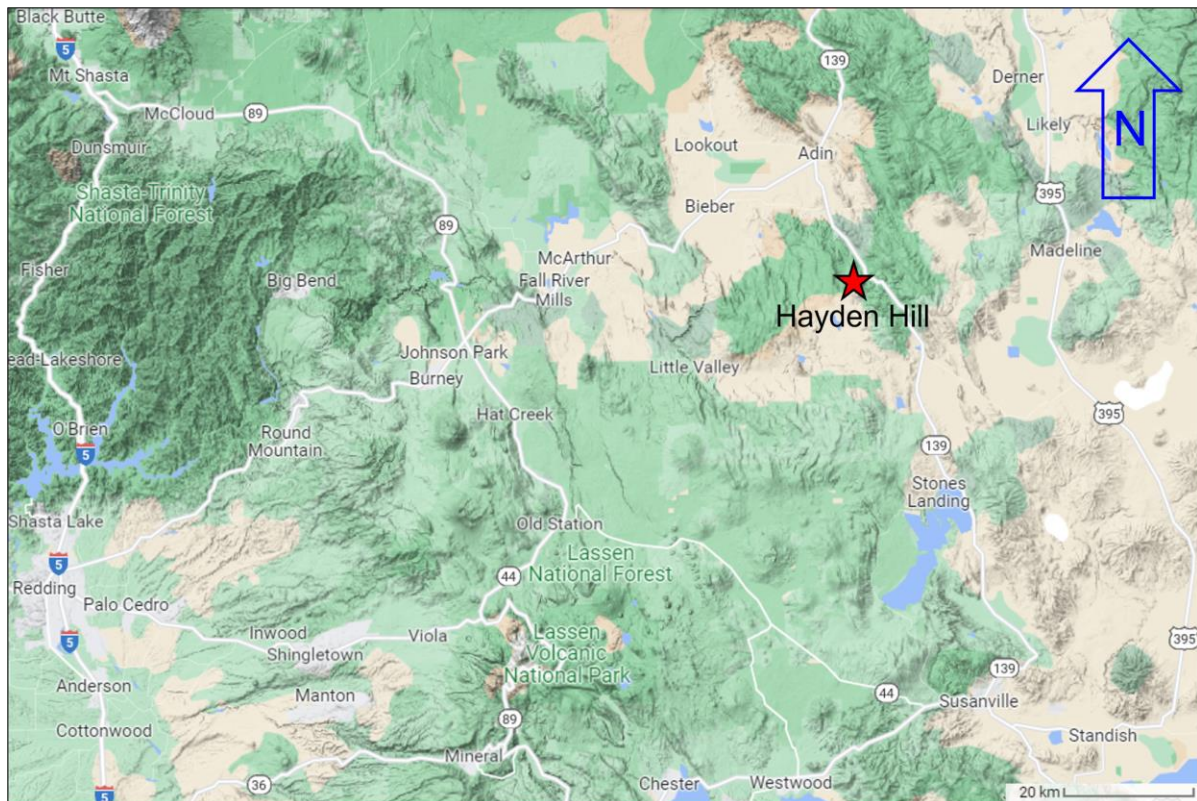 Black Butte
5
Mt Shasta
McCloud
89
Dunsmuir
Shasta-Trinity
National Forest
Fisher
Big Bend
89
ead-Lakeshore
O'Brien
5
Round
Mountain
Johnson Park
Burney
McArthur
Fall River
Mills
Lookout
Bieber
Adin
139
Derner
Likely
N
395
Madeline
Hayden Hill
Little Valley
Hat Creek
395
139
Stones
Landing
Shasta Lake
5
Redding
Palo Cedro
5
Anderson
Cottonwood
5
Old Station
44
Lassen
National Forest
Inwood
Shingletown
Viola
Lassen
Volcanic
National Park
Manton
89
Mineral
36
Chester
Westwood
44
139
Susanville
395
Standish
20 km